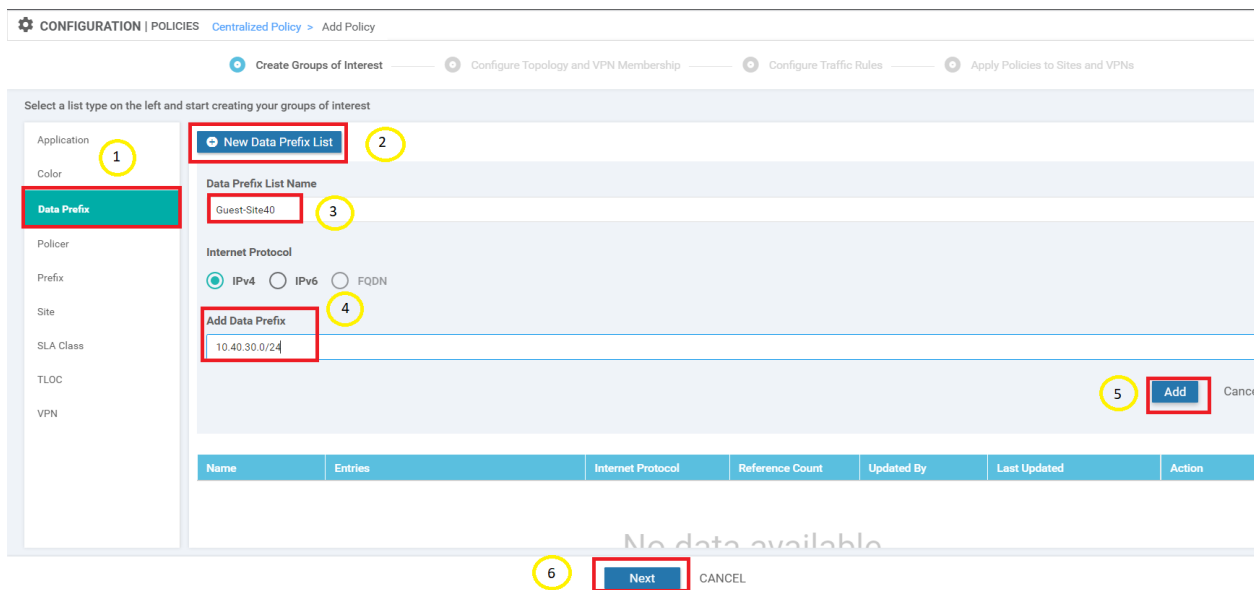 CONFIGURATION | POLICIES Centralized Policy > Add Policy
Create Groups of Interest Configure Topology and VPN Membership Configure Traffic Rules Apply Policies to Sites and VPNs
Select a list type on the left and start creating your groups of interest
Application
1
Color
Data Prefix
Policer
Prefix
Site
SLA Class
TLOC
VPN
New Data Prefix List 2
Data Prefix List Name
Guest-Site40 3
Internet Protocol
IPv4 IPv6 FQDN
4
Add Data Prefix
10.40.30.0/24
5 Add Cance
Name Entries Internet Protocol Reference Count Updated By Last Updated Action
No data available
6 Next CANCEL